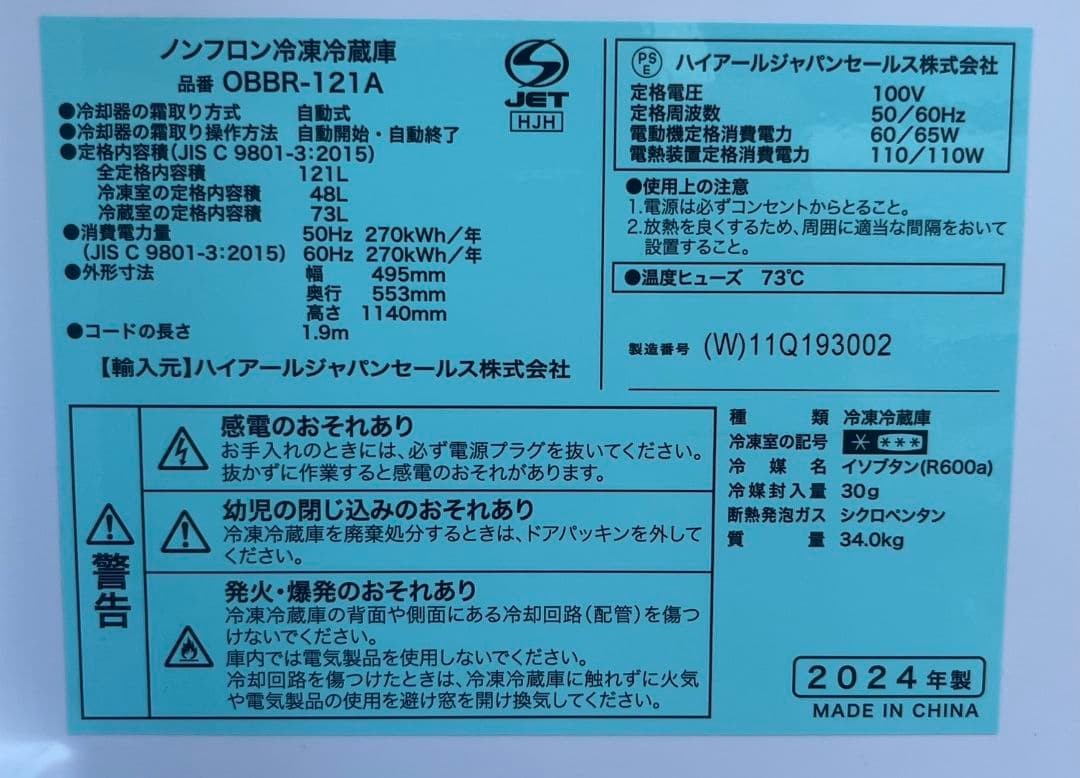 ノンフロン冷凍冷蔵庫
品番 OBBR-121A
●冷却器の霜取り方式 自動式
●冷却器の霜取り操作方法 自動開始・自動終了
●定格内容積(JIS C 9801-3:2015)
全定格内容積 121L
冷凍室の定格内容積 48L
冷蔵室の定格内容積 73L
●消費電力量 50Hz 270kWh/年
(JIS C 9801-3:2015) 60Hz 270kWh/年
●外形寸法 幅 495mm
奥行 553mm
高さ 1140mm
●コードの長さ 1.9m
【輸入元】ハイアールジャパンセールス株式会社
JET
HJH
PSE ハイアールジャパンセールス株式会社
定格電圧 100V
定格周波数 50/60Hz
電動機定格消費電力 60/65W
電熱装置定格消費電力 110/110W
●使用上の注意
1.電源は必ずコンセントからとること。
2.放熱を良くするため、周囲に適当な間隔をおいて
設置すること。
●温度ヒューズ 73℃
製造番号 (W)11Q193002
警告
感電のおそれあり
お手入れのときには、必ず電源プラグを抜いてください。
抜かずに作業すると感電のおそれがあります。
幼児の閉じ込みのおそれあり
冷凍冷蔵庫を廃棄処分するときは、ドアパッキンを外して
ください。
発火・爆発のおそれあり
冷凍冷蔵庫の背面や側面にある冷却回路(配管)を傷つ
けないでください。
庫内では電気製品を使用しないでください。
冷却回路を傷つけたときは、冷凍冷蔵庫に触れずに火気
や電気製品の使用を避け窓を開け換気してください。
種類 冷凍冷蔵庫
冷凍室の記号 * ***
冷媒名 イソブタン(R600a)
冷媒封入量 30g
断熱発泡ガス シクロペンタン
質量 34.0kg
2024年製
MADE IN CHINA